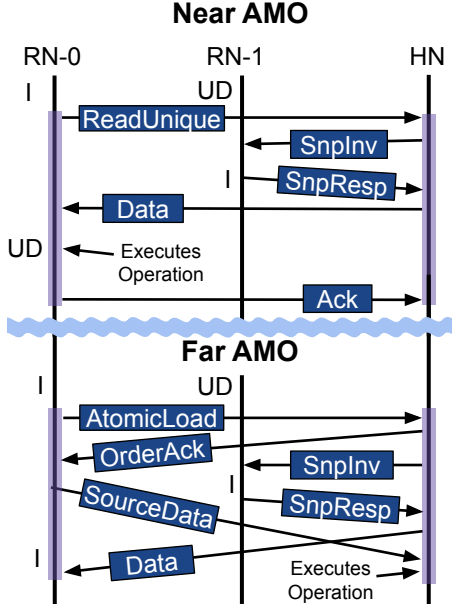 Near AMO
RN-0 RN-1 HN
I UD
ReadUnique
SnpInv
I SnpResp
Data
UD Executes
Operation
Ack
Far AMO
I UD
AtomicLoad
OrderAck
SnpInv
SourceData I SnpResp
I Data
Executes
Operation